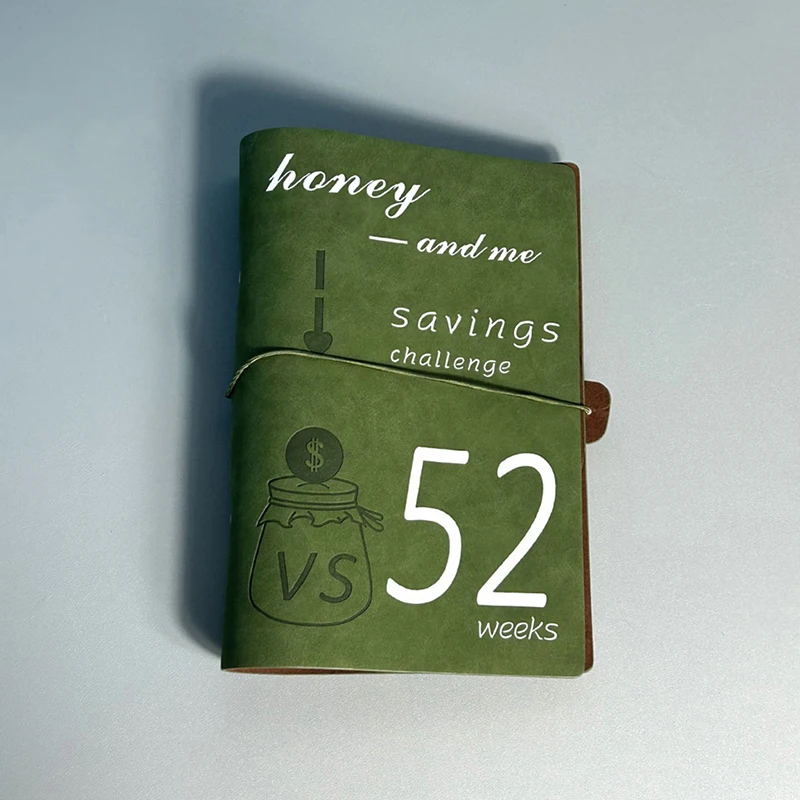 honey
— and me
savings
challenge
$
VS
52
weeks